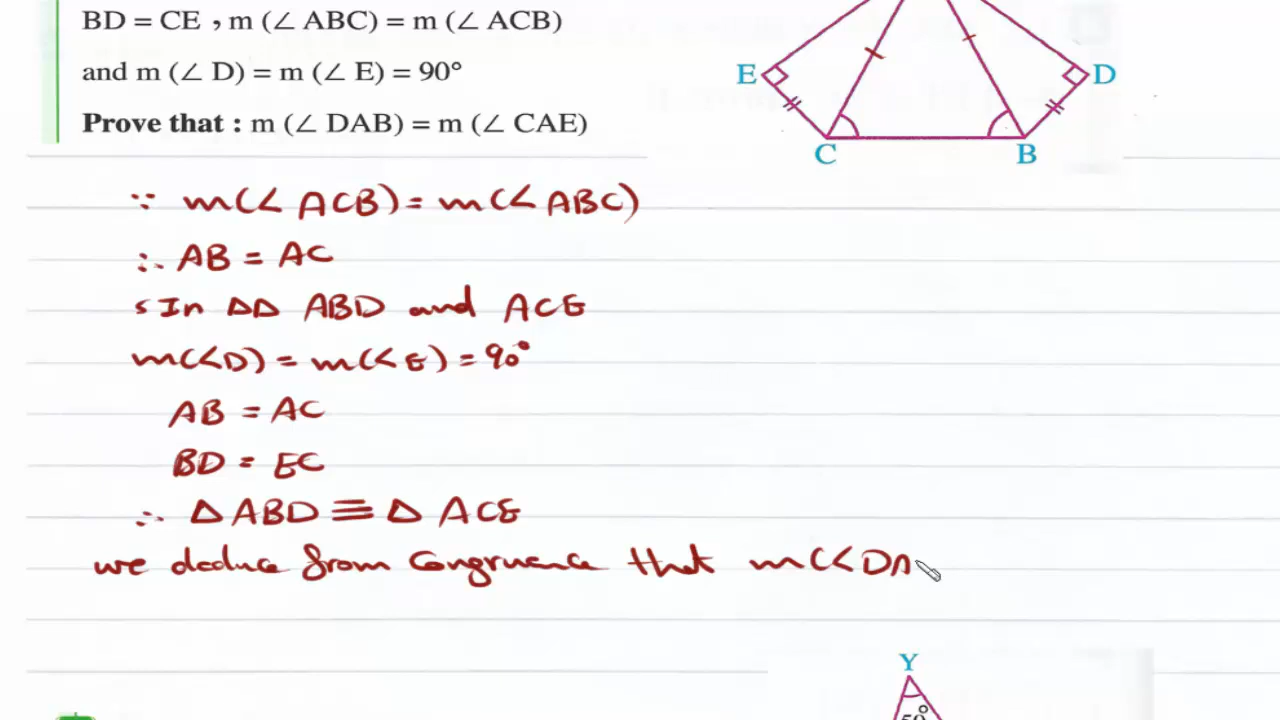 BD = CE , m (∠ ABC) = m (∠ ACB)
and m (∠ D) = m (∠ E) = 90°
Prove that : m (∠ DAB) = m (∠ CAE)
E
D
C
B
∵ m(∠ ACB) = m(∠ ABC)
∴ AB = AC
, In ΔΔ ABD and ACE
m(∠D) = m(∠E) = 90°
AB = AC
BD = EC
∴ Δ ABD ≡ Δ ACE
we deduce from congruence that m(∠DA
Y
50°